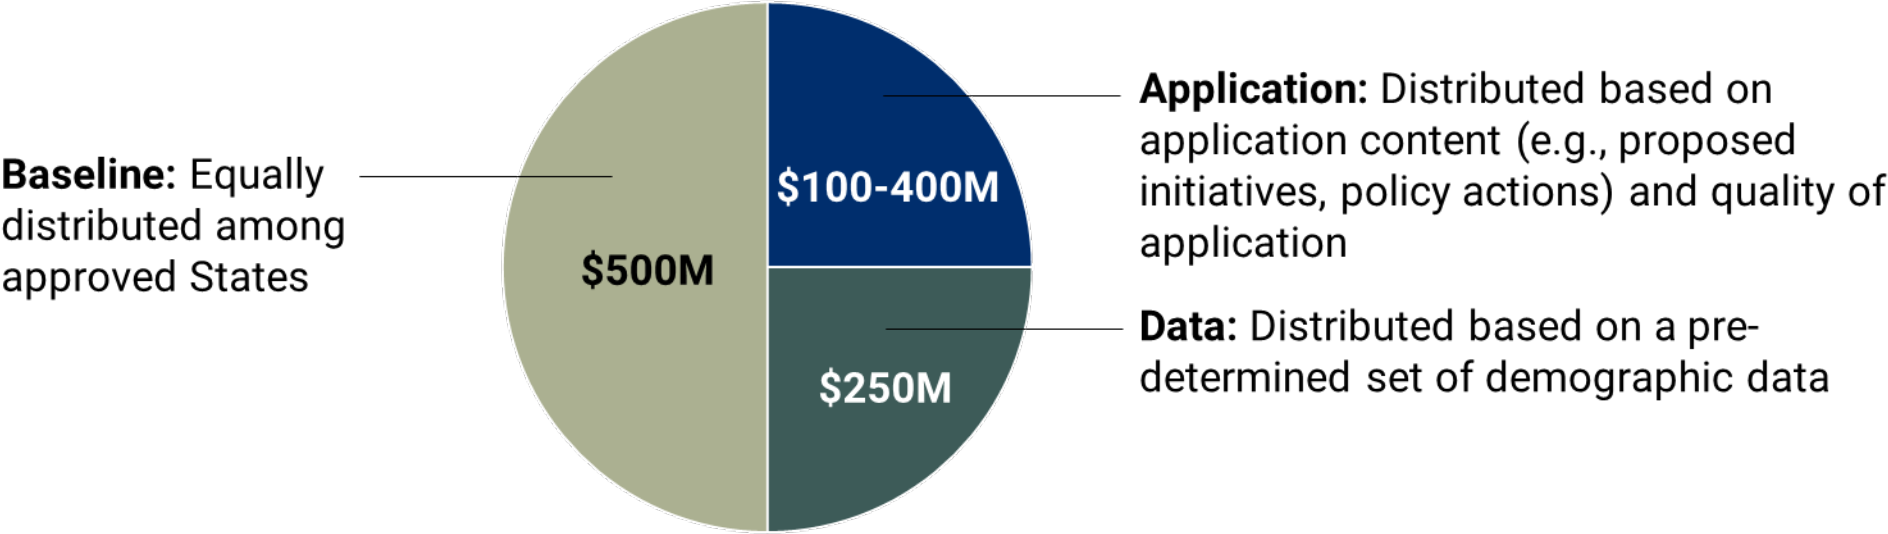 Baseline: Equally
distributed among
approved States
$500M
$100-400M
$250M
Application: Distributed based on
application content (e.g., proposed
initiatives, policy actions) and quality of
application
Data: Distributed based on a pre-
determined set of demographic data